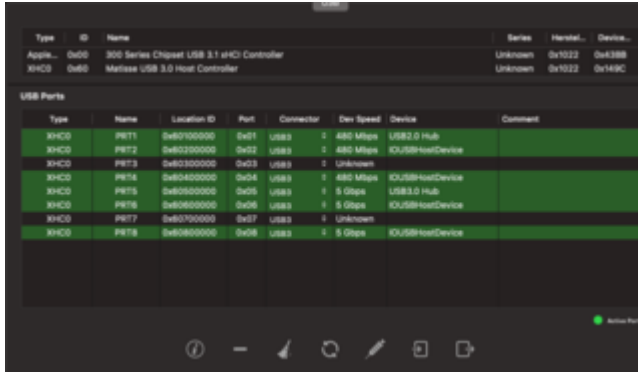 USB
Type ID Name Series Herstel... Device...
Apple... 0x00 300 Series Chipset USB 3.1 xHCI Controller Unknown 0x1022 0x43BB
XHC0 0x60 Matisse USB 3.0 Host Controller Unknown 0x1022 0x149C
USB Ports
Type Name Location ID Port Connector Dev Speed Device Comment
XHC0 PRT1 0x60100000 0x01 USB3 480 Mbps USB2.0 Hub
XHC0 PRT2 0x60200000 0x02 USB3 480 Mbps IOUSBHostDevice
XHC0 PRT3 0x60300000 0x03 USB3 Unknown
XHC0 PRT4 0x60400000 0x04 USB3 480 Mbps IOUSBHostDevice
XHC0 PRT5 0x60500000 0x05 USB3 5 Gbps USB3.0 Hub
XHC0 PRT6 0x60600000 0x06 USB3 5 Gbps IOUSBHostDevice
XHC0 PRT7 0x60700000 0x07 USB3 Unknown
XHC0 PRT8 0x60800000 0x08 USB3 5 Gbps IOUSBHostDevice
Active Por